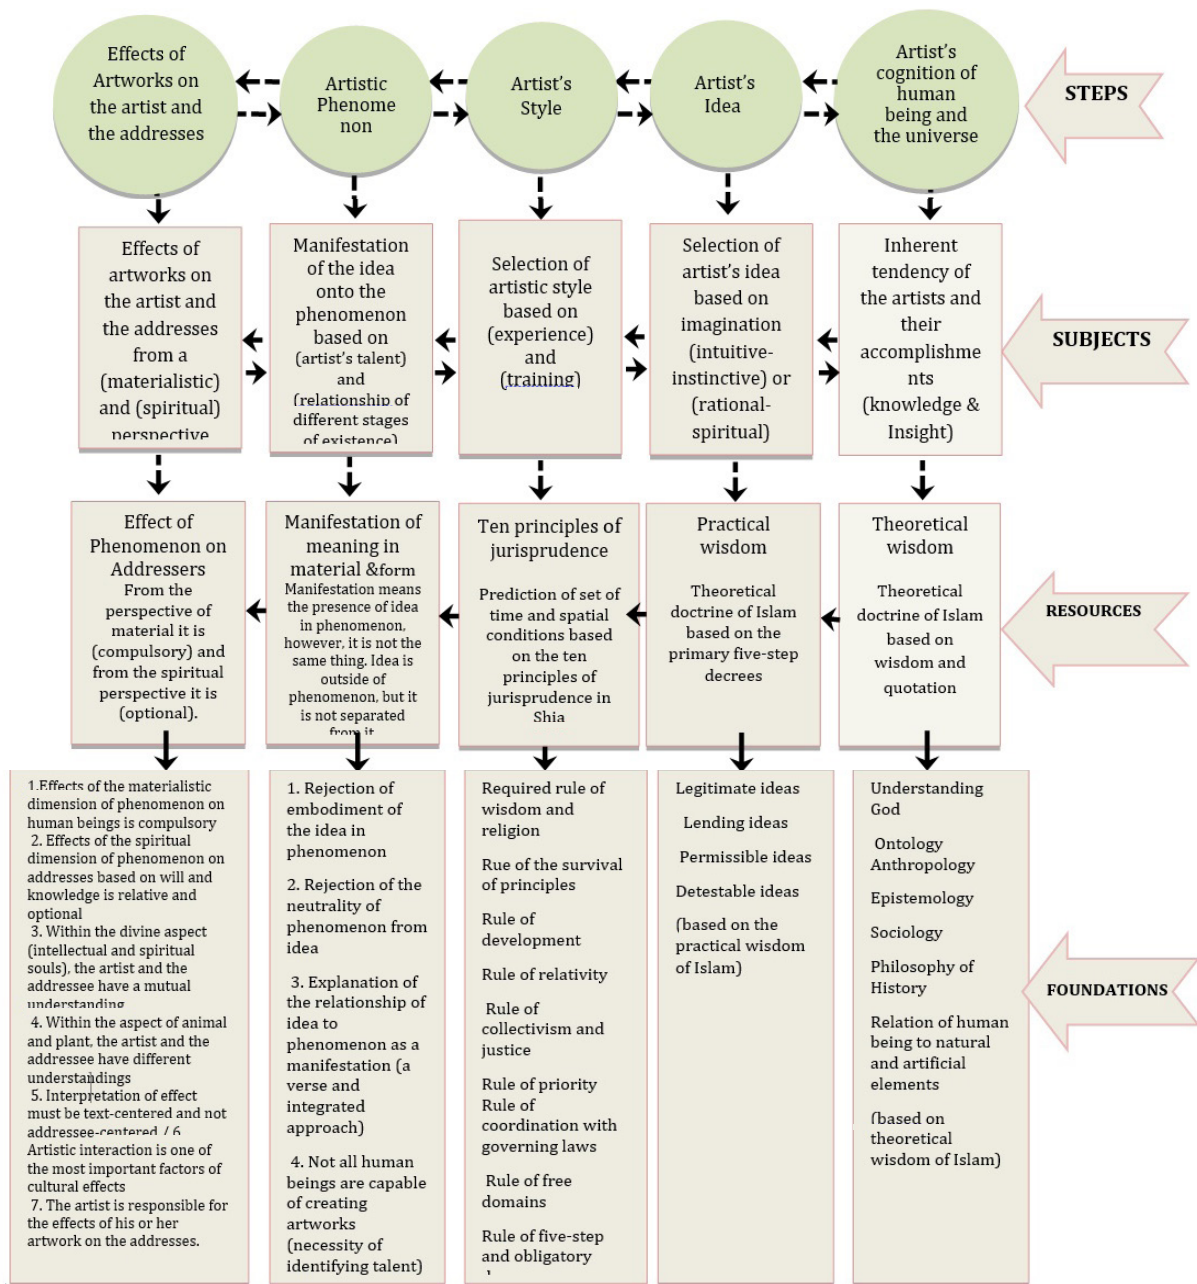 Effects of
Artworks on
the artist and
the addresses
Artistic
Phenome
non
Artist’s
Style
Artist’s
Idea
Artist’s
cognition of
human
being and
the universe
STEPS
Effects of
artworks on
the artist and
the addresses
from a
(materialistic)
and (spiritual)
perspective
Manifestation
of the idea
onto the
phenomenon
based on
(artist’s talent)
and
(relationship of
different stages
of existence)
Selection of
artistic style
based on
(experience)
and
(training)
Selection of
artist’s idea
based on
imagination
(intuitive-
instinctive) or
(rational-
spiritual)
Inherent
tendency of
the artists and
their
accomplishme
nts
(knowledge &
Insight)
SUBJECTS
Effect of
Phenomenon on
Addressers
From the
perspective of
material it is
(compulsory) and
from the spiritual
perspective it is
(optional).
Manifestation of
meaning in
material &form
Manifestation means
the presence of idea
in phenomenon,
however, it is not the
same thing. Idea is
outside of
phenomenon, but it
is not separated
from it
Ten principles of
jurisprudence
Prediction of set of
time and spatial
conditions based
on the ten
principles of
jurisprudence in
Shia
Practical
wisdom
Theoretical
doctrine of Islam
based on the
primary five-step
decrees
Theoretical
wisdom
Theoretical
doctrine of Islam
based on
wisdom and
quotation
RESOURCES
1.Effects of the materialistic
dimension of phenomenon on
human beings is compulsory
2. Effects of the spiritual
dimension of phenomenon on
addresses based on will and
knowledge is relative and
optional
3. Within the divine aspect
(intellectual and spiritual
souls), the artist and the
addressee have a mutual
understanding
4. Within the aspect of animal
and plant, the artist and the
addressee have different
understandings
5. Interpretation of effect
must be text-centered and not
addressee-centered / 6
Artistic interaction is one of
the most important factors of
cultural effects
7. The artist is responsible for
the effects of his or her
artwork on the addresses.
1. Rejection of
embodiment of
the idea in
phenomenon
2. Rejection of the
neutrality of
phenomenon from
idea
3. Explanation of
the relationship of
idea to
phenomenon as a
manifestation (a
verse and
integrated
approach)
4. Not all human
beings are capable
of creating
artworks
(necessity of
identifying talent)
Required rule of
wisdom and
religion
Rue of the survival
of principles
Rule of
development
Rule of relativity
Rule of
collectivism and
justice
Rule of priority
Rule of
coordination with
governing laws
Rule of free
domains
Rule of five-step
and obligatory
Legitimate ideas
Lending ideas
Permissible ideas
Detestable ideas
(based on the
practical wisdom
of Islam)
Understanding
God
Ontology
Anthropology
Epistemology
Sociology
Philosophy of
History
Relation of human
being to natural
and artificial
elements
(based on
theoretical
wisdom of Islam)
FOUNDATIONS